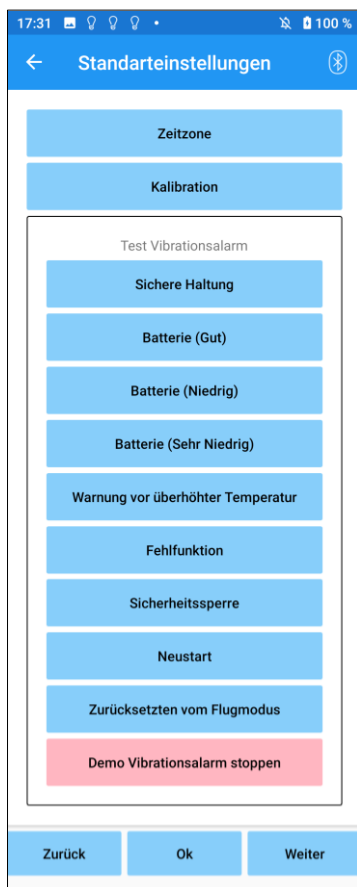 17:31 100 %
Standarteinstellungen
Zeitzone
Kalibration
Test Vibrationsalarm
Sichere Haltung
Batterie (Gut)
Batterie (Niedrig)
Batterie (Sehr Niedrig)
Warnung vor überhöhter Temperatur
Fehlfunktion
Sicherheitssperre
Neustart
Zurücksetzten vom Flugmodus
Demo Vibrationsalarm stoppen
Zurück Ok Weiter